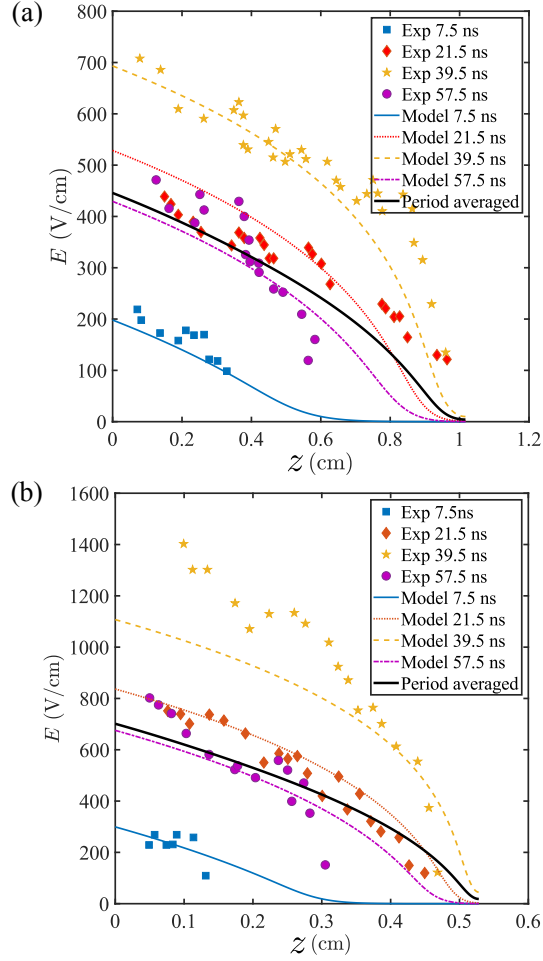 (a)
800
700
600
500
400
300
200
100
0
E (V/cm)
0
0.2
0.4
0.6
0.8
1
1.2
z (cm)
Exp 7.5 ns
Exp 21.5 ns
Exp 39.5 ns
Exp 57.5 ns
Model 7.5 ns
Model 21.5 ns
Model 39.5 ns
Model 57.5 ns
Period averaged
(b)
1600
1400
1200
1000
800
600
400
200
0
E (V/cm)
0
0.1
0.2
0.3
0.4
0.5
0.6
z (cm)
Exp 7.5ns
Exp 21.5 ns
Exp 39.5 ns
Exp 57.5 ns
Model 7.5 ns
Model 21.5 ns
Model 39.5 ns
Model 57.5 ns
Period averaged